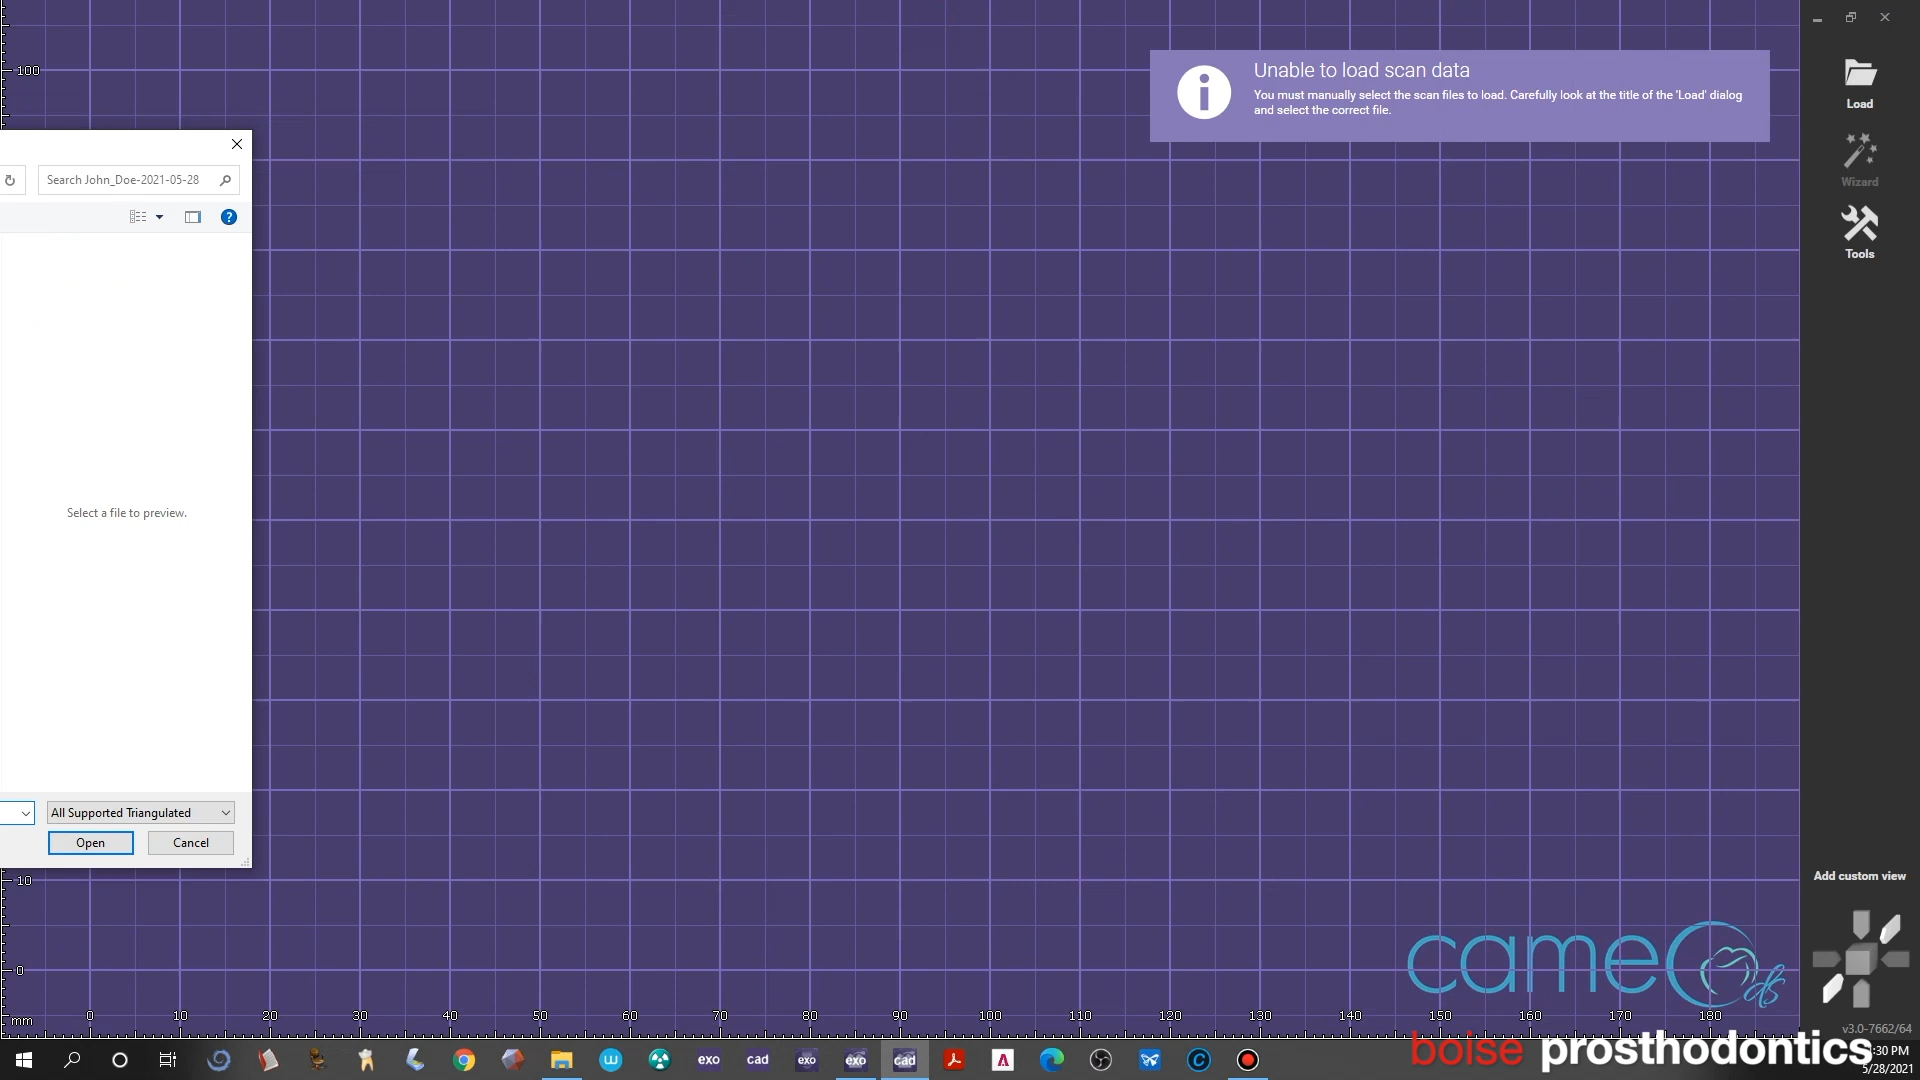 100
Unable to load scan data
You must manually select the scan files to load. Carefully look at the title of the 'Load' dialog
and select the correct file.
Load
Search John_Doe-2021-05-28
?
Wizard
Tools
Select a file to preview.
All Supported Triangulated
Open
Cancel
10
Add custom view
cameo ds
0
mm
0 10 20 30 40 50 60 70 80 90 100 110 120 130 140 150 160 170 180
v3.0-7662/64
exo cad exo exo cad
boise prosthodontics
:30 PM
5/28/2021